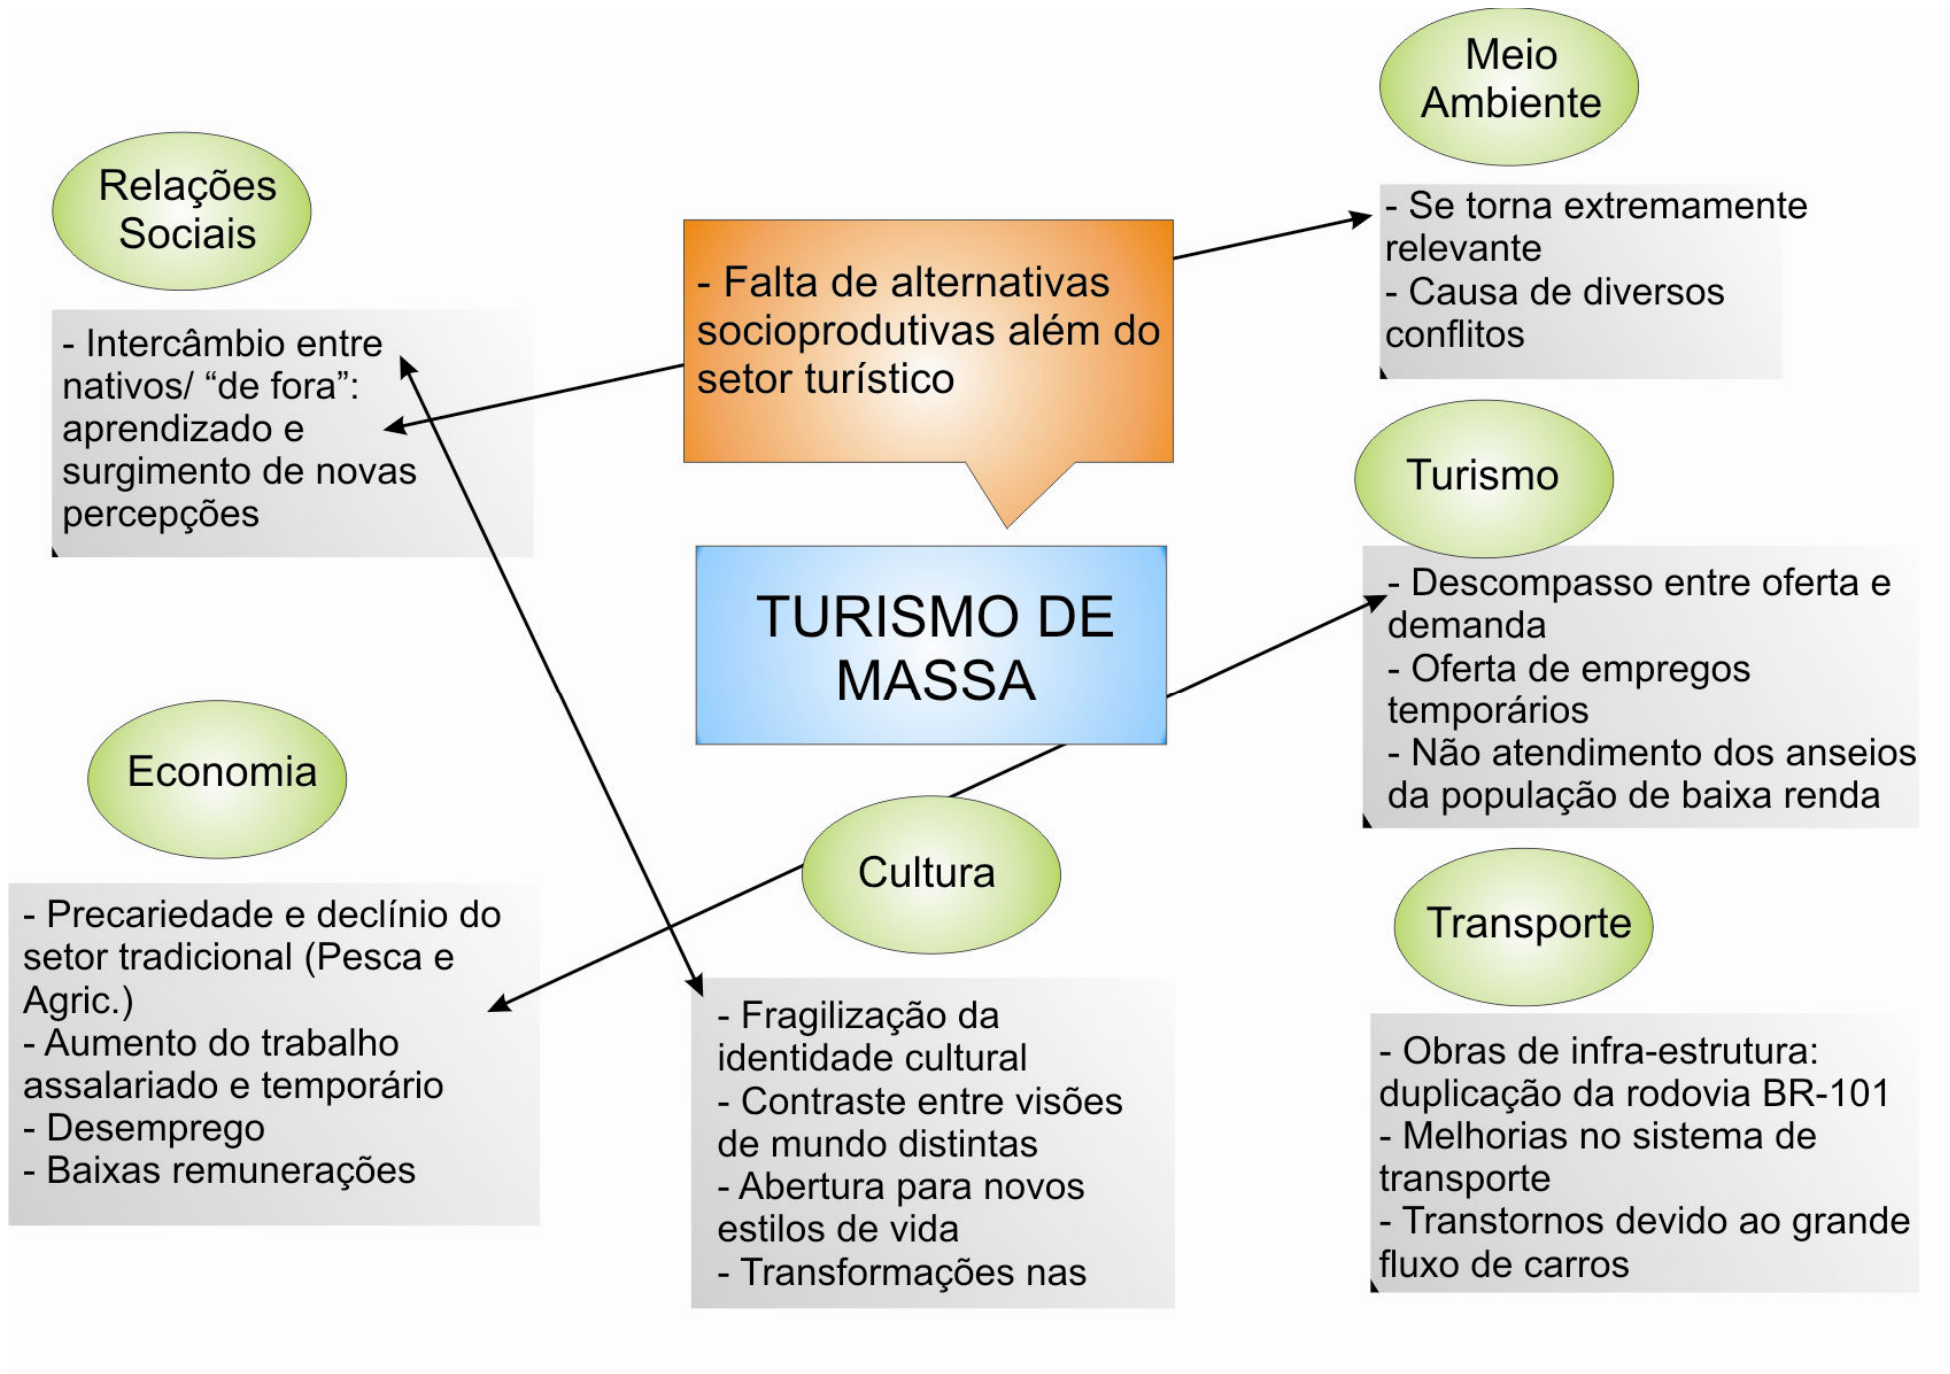 Meio
Ambiente
- Se torna extremamente
relevante
- Causa de diversos
conflitos
Relações
Sociais
- Intercâmbio entre
nativos/ “de fora”:
aprendizado e
surgimento de novas
percepções
- Falta de alternativas
socioprodutivas além do
setor turístico
TURISMO DE
MASSA
Turismo
- Descompasso entre oferta e
demanda
- Oferta de empregos
temporários
- Não atendimento dos anseios
da população de baixa renda
Economia
- Precariedade e declínio do
setor tradicional (Pesca e
Agric.)
- Aumento do trabalho
assalariado e temporário
- Desemprego
- Baixas remunerações
Cultura
- Fragilização da
identidade cultural
- Contraste entre visões
de mundo distintas
- Abertura para novos
estilos de vida
- Transformações nas
Transporte
- Obras de infra-estrutura:
duplicação da rodovia BR-101
- Melhorias no sistema de
transporte
- Transtornos devido ao grande
fluxo de carros